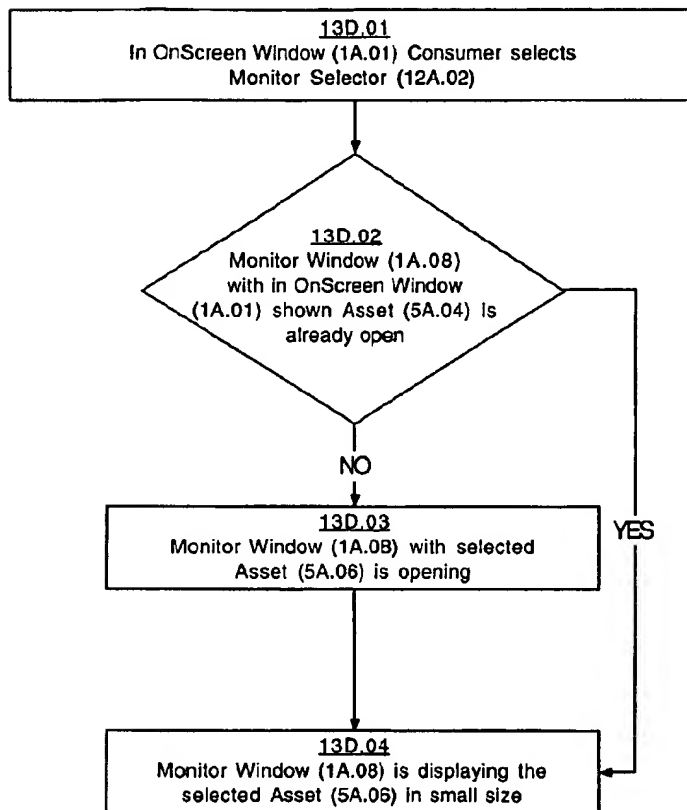 13D.01
In OnScreen Window (1A.01) Consumer selects
Monitor Selector (12A.02)
13D.02
Monitor Window (1A.08)
with in OnScreen Window
(1A.01) shown Asset (5A.04) is
already open
NO
YES
13D.03
Monitor Window (1A.08) with selected
Asset (5A.06) is opening
13D.04
Monitor Window (1A.08) is displaying the
selected Asset (5A.06) in small size